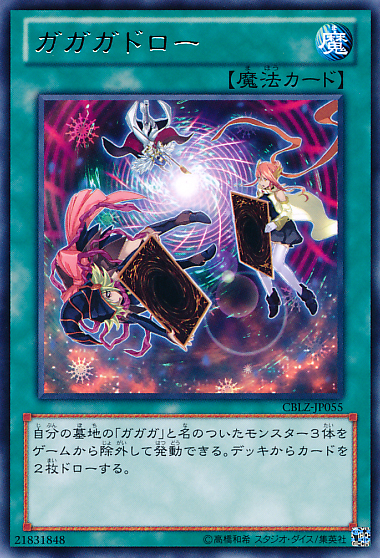 ガガガドロー
魔
【魔法カード】
CBLZ-JP055
自分の墓地の「ガガガ」と名のついたモンスター３体を
ゲームから除外して発動できる。デッキからカードを
２枚ドローする。
21831848
©高橋和希 スタジオ・ダイス/集英社